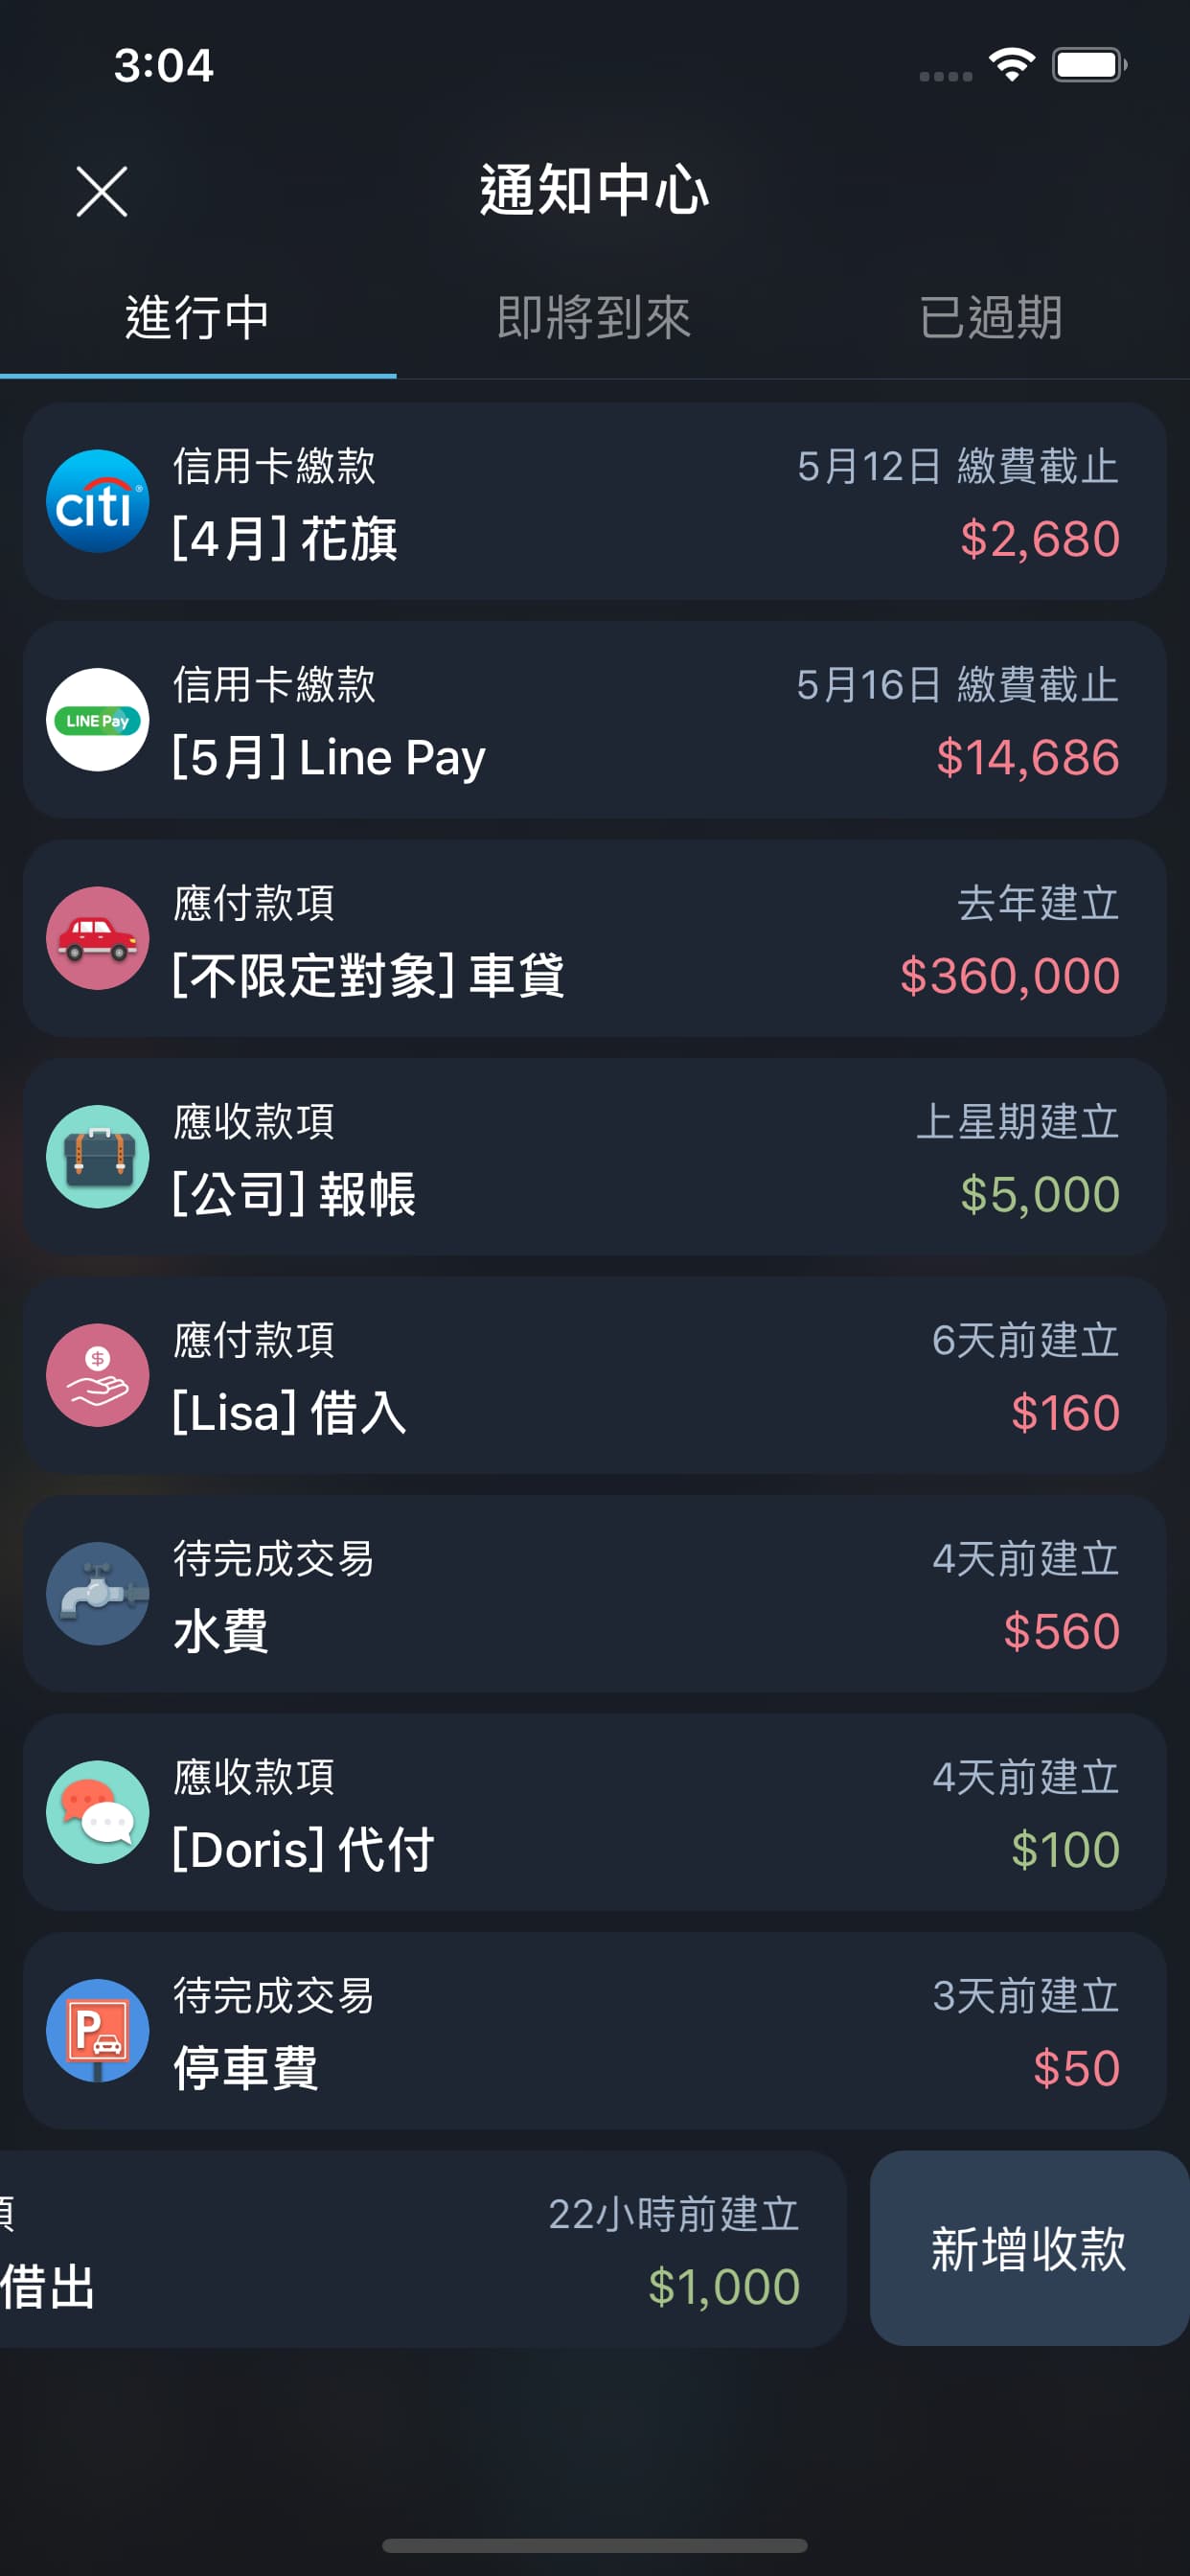 3:04
通知中心
進行中 即將到來 已過期
citi
信用卡繳款 5月12日 繳費截止
[4月] 花旗 $2,680
LINE Pay
信用卡繳款 5月16日 繳費截止
[5月] Line Pay $14,686
應付款項 去年建立
[不限定對象] 車貸 $360,000
應收款項 上星期建立
[公司] 報帳 $5,000
應付款項 6天前建立
[Lisa] 借入 $160
待完成交易 4天前建立
水費 $560
應收款項 4天前建立
[Doris] 代付 $100
P
待完成交易 3天前建立
停車費 $50
項 22小時前建立
借出 $1,000
新增收款